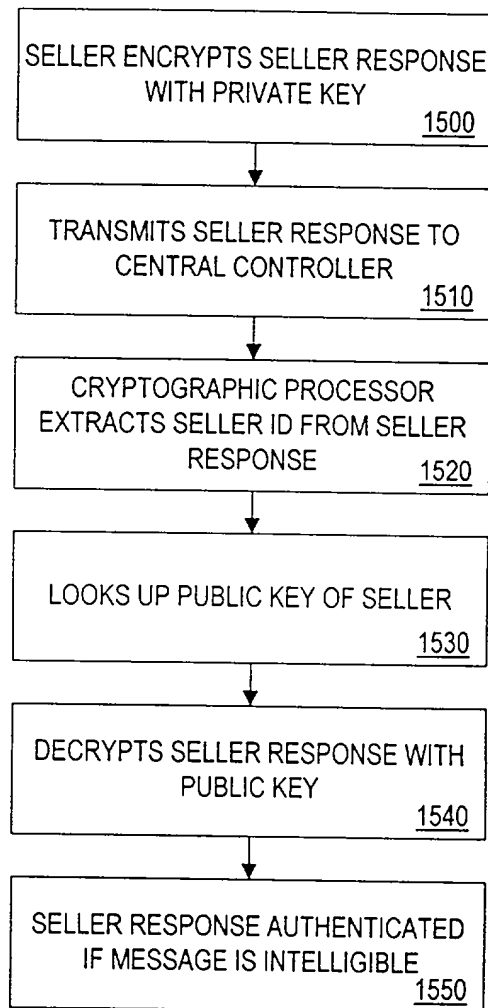 SELLER ENCRYPTS SELLER RESPONSE
WITH PRIVATE KEY
1500
TRANSMITS SELLER RESPONSE TO
CENTRAL CONTROLLER
1510
CRYPTOGRAPHIC PROCESSOR
EXTRACTS SELLER ID FROM SELLER
RESPONSE
1520
LOOKS UP PUBLIC KEY OF SELLER
1530
DECRYPTS SELLER RESPONSE WITH
PUBLIC KEY
1540
SELLER RESPONSE AUTHENTICATED
IF MESSAGE IS INTELLIGIBLE
1550